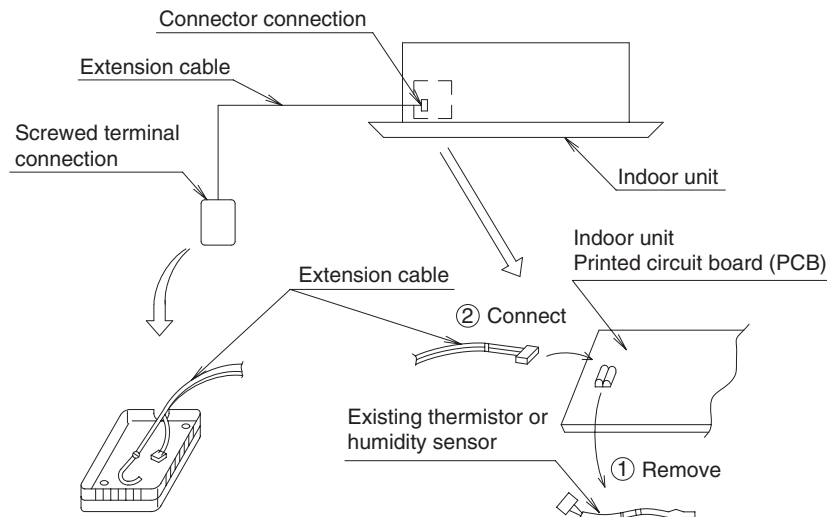 Connector connection
Extension cable
Screwed terminal
connection
Indoor unit
Indoor unit
Printed circuit board (PCB)
Extension cable
② Connect
Existing thermistor or
humidity sensor
① Remove